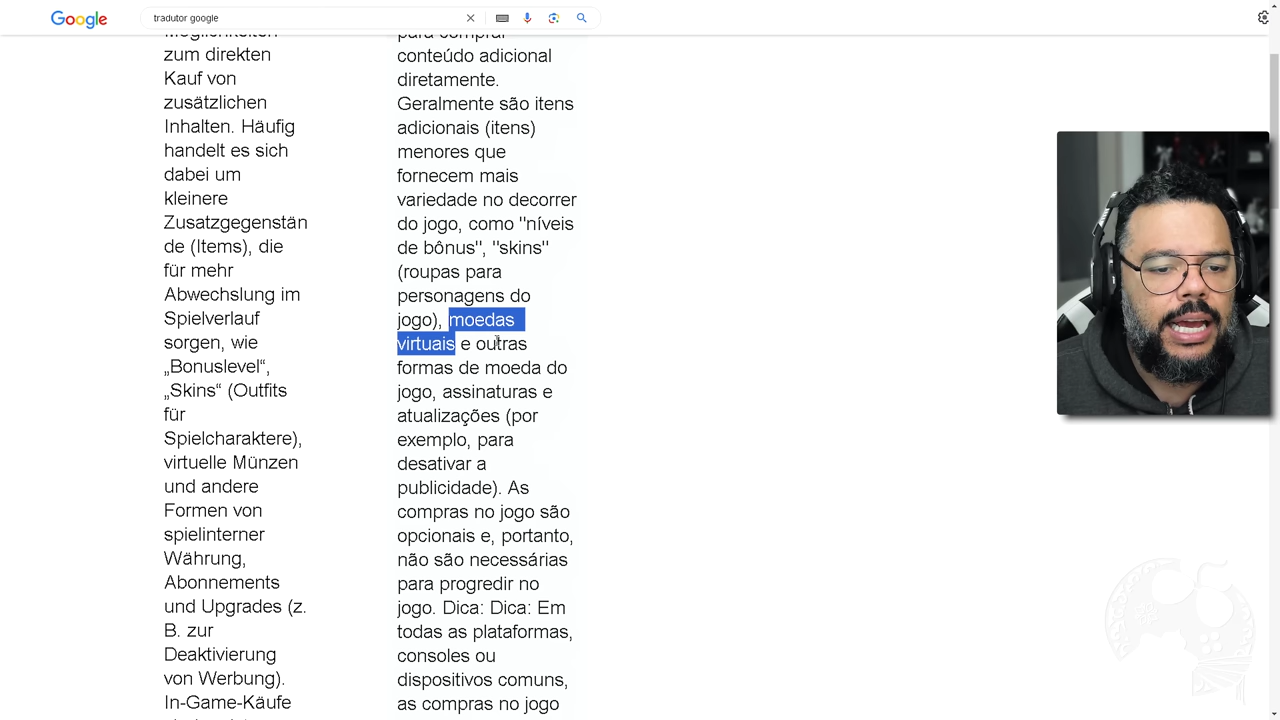 Google
tradutor google
Möglichkeiten
zum direkten
Kauf von
zusätzlichen
Inhalten. Häufig
handelt es sich
dabei um
kleinere
Zusatzgegenstän
de (Items), die
für mehr
Abwechslung im
Spielverlauf
sorgen, wie
„Bonuslevel“,
„Skins“ (Outfits
für
Spielcharaktere),
virtuelle Münzen
und andere
Formen von
spielinterner
Währung,
Abonnements
und Upgrades (z.
B. zur
Deaktivierung
von Werbung).
In-Game-Käufe
para comprar
conteúdo adicional
diretamente.
Geralmente são itens
adicionais (itens)
menores que
fornecem mais
variedade no decorrer
do jogo, como "níveis
de bônus", "skins"
(roupas para
personagens do
jogo), moedas
virtuais e outras
formas de moeda do
jogo, assinaturas e
atualizações (por
exemplo, para
desativar a
publicidade). As
compras no jogo são
opcionais e, portanto,
não são necessárias
para progredir no
jogo. Dica: Dica: Em
todas as plataformas,
consoles ou
dispositivos comuns,
as compras no jogo